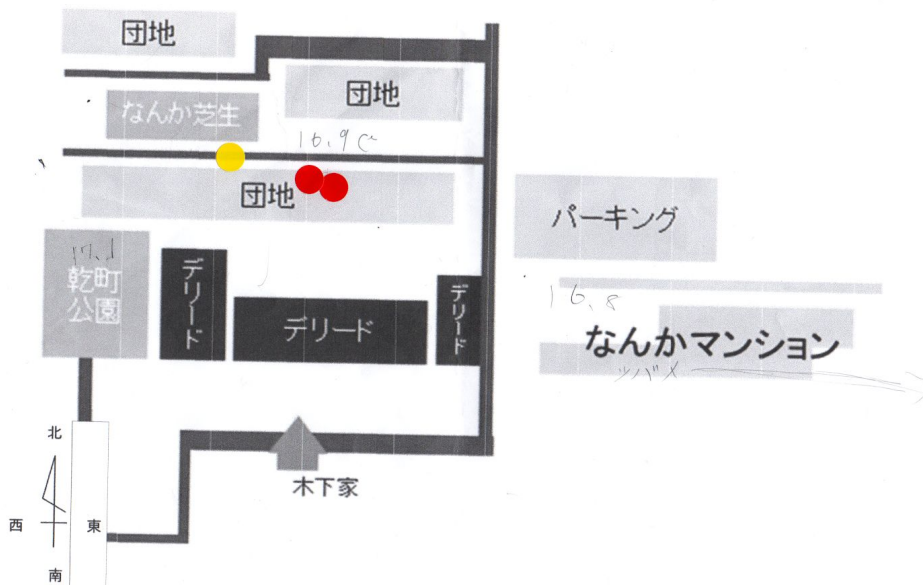 団地
団地
なんか芝生
16.9℃
団地
パーキング
17.1
乾町
公園
デリード
デリード
デリード
16.8
なんかマンション
ツバメ
北
木下家
西
東
南